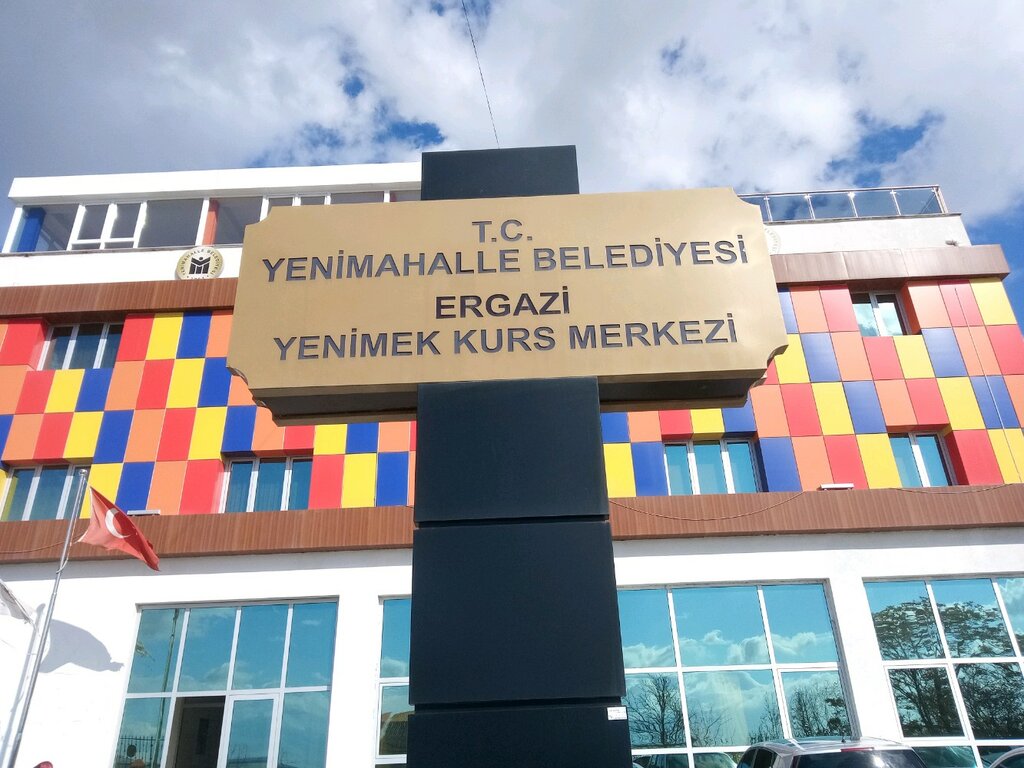 T.C.
YENİMAHALLE BELEDİYESİ
ERGAZİ
YENİMEK KURS MERKEZİ